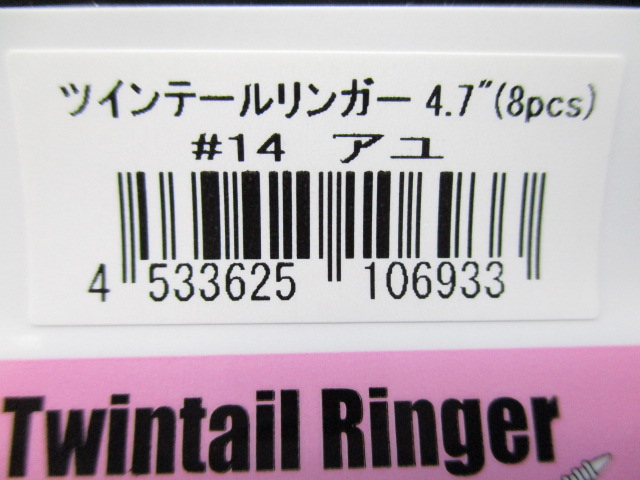 ツインテールリンガー 4.7"(8pcs)
#14 アユ
4 533625 106933
Twintail Ringer